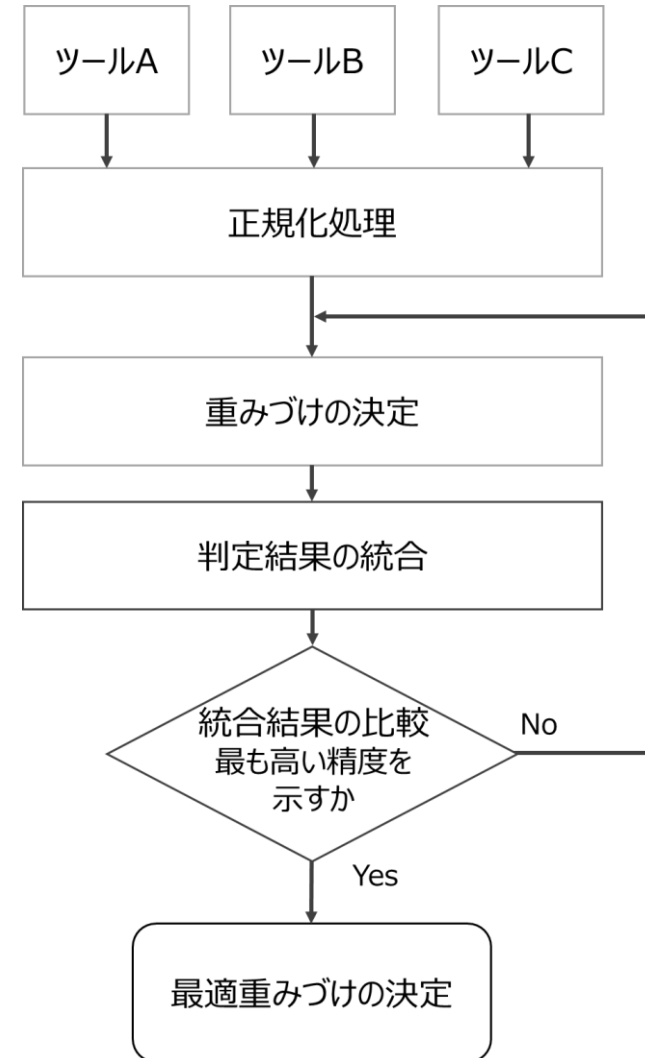 ツールA
ツールB
ツールC
正規化処理
重みづけの決定
判定結果の統合
統合結果の比較
最も高い精度を
示すか
No
Yes
最適重みづけの決定